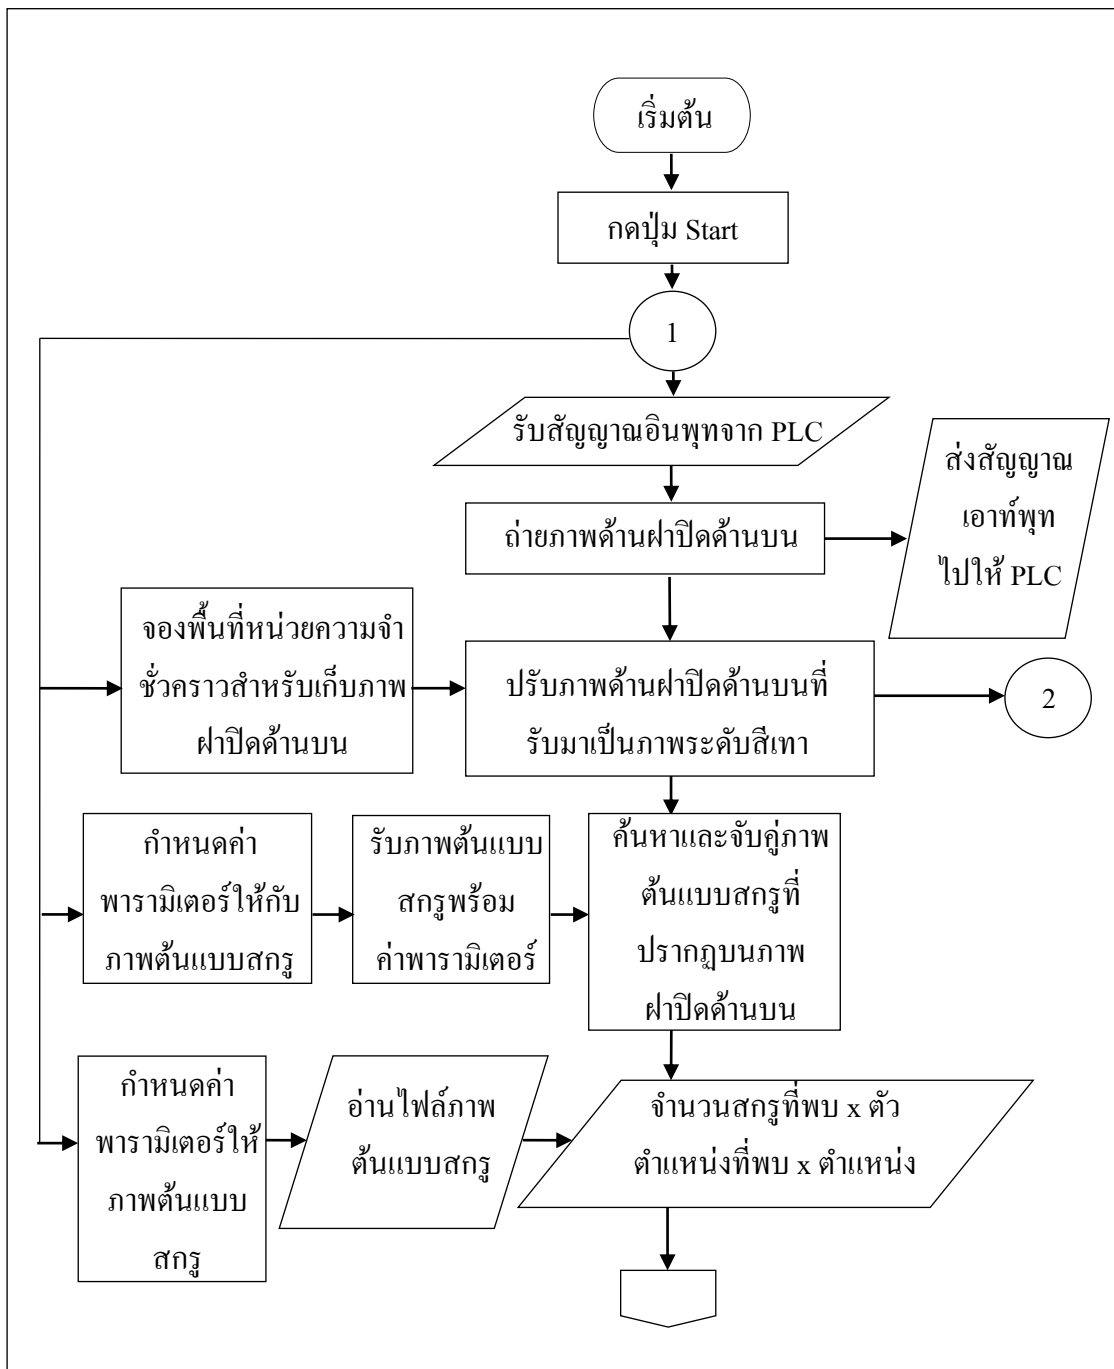 เริ่มต้น
กดปุ่ม Start
1
รับสัญญาณอินพุทจาก PLC
ส่งสัญญาณ
เอาท์พุท
ไปให้ PLC
ถ่ายภาพด้านฝาปิดด้านบน
จองพื้นที่หน่วยความจำ
ชั่วคราวสำหรับเก็บภาพ
ฝาปิดด้านบน
ปรับภาพด้านฝาปิดด้านบนที่
รับมาเป็นภาพระดับสีเทา
2
กำหนดค่า
พารามิเตอร์ให้กับ
ภาพต้นแบบสกรู
รับภาพต้นแบบ
สกรูพร้อม
ค่าพารามิเตอร์
ค้นหาและจับคู่ภาพ
ต้นแบบสกรูที่
ปรากฏบนภาพ
ฝาปิดด้านบน
กำหนดค่า
พารามิเตอร์ให้
ภาพต้นแบบ
สกรู
อ่านไฟล์ภาพ
ต้นแบบสกรู
จำนวนสกรูที่พบ x ตัว
ตำแหน่งที่พบ x ตำแหน่ง